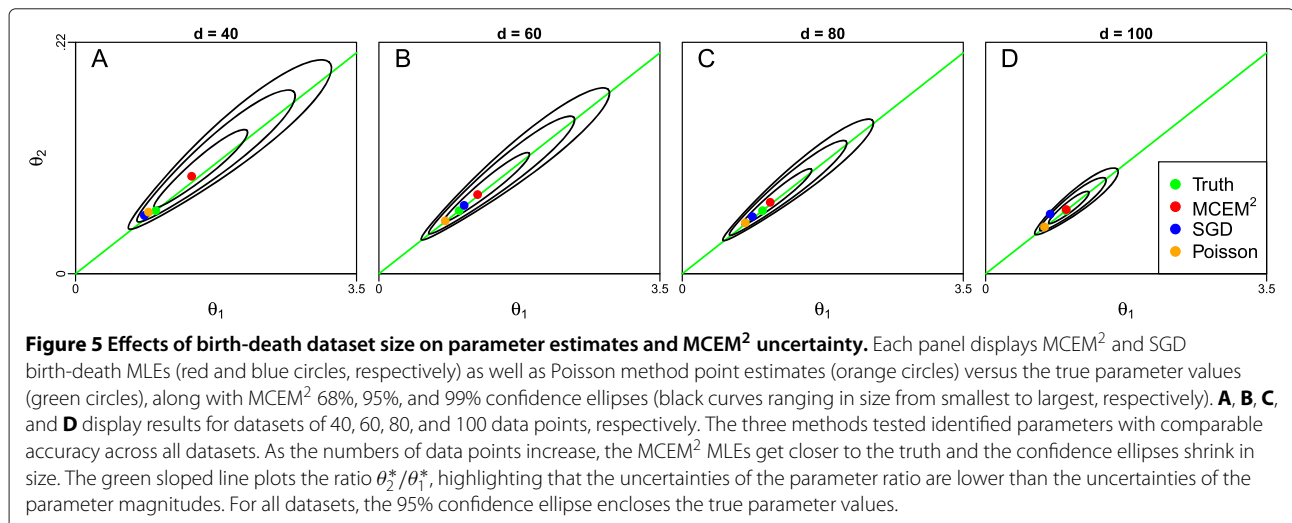 d = 40
d = 60
d = 80
d = 100
A
B
C
D
.22
0
θ2
0
3.5
0
3.5
0
3.5
0
3.5
θ1
θ1
θ1
θ1
Truth
MCEM²
SGD
Poisson
Figure 5 Effects of birth-death dataset size on parameter estimates and MCEM² uncertainty. Each panel displays MCEM² and SGD
birth-death MLEs (red and blue circles, respectively) as well as Poisson method point estimates (orange circles) versus the true parameter values
(green circles), along with MCEM² 68%, 95%, and 99% confidence ellipses (black curves ranging in size from smallest to largest, respectively). A, B, C,
and D display results for datasets of 40, 60, 80, and 100 data points, respectively. The three methods tested identified parameters with comparable
accuracy across all datasets. As the numbers of data points increase, the MCEM² MLEs get closer to the truth and the confidence ellipses shrink in
size. The green sloped line plots the ratio θ₂*/θ₁*, highlighting that the uncertainties of the parameter ratio are lower than the uncertainties of the
parameter magnitudes. For all datasets, the 95% confidence ellipse encloses the true parameter values.